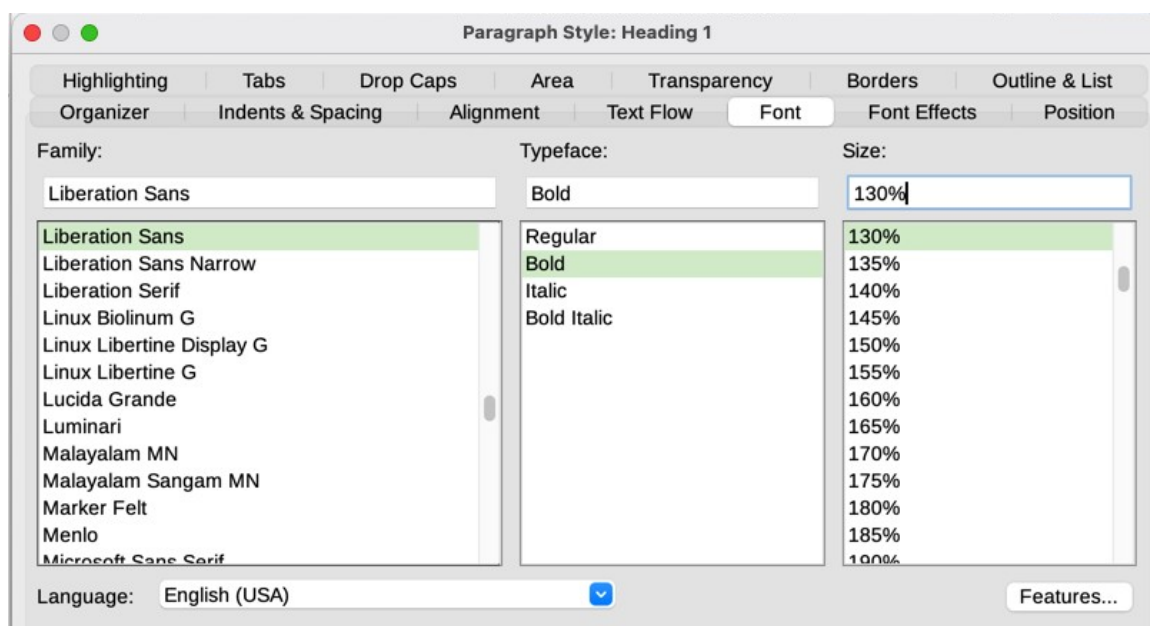 Paragraph Style: Heading 1
Highlighting Tabs Drop Caps Area Transparency Borders Outline & List
Organizer Indents & Spacing Alignment Text Flow Font Font Effects Position
Family: Typeface: Size:
Liberation Sans Bold 130%
Liberation Sans Regular 130%
Liberation Sans Narrow Bold 135%
Liberation Serif Italic 140%
Linux Biolinum G Bold Italic 145%
Linux Libertine Display G 150%
Linux Libertine G 155%
Lucida Grande 160%
Luminari 165%
Malayalam MN 170%
Malayalam Sangam MN 175%
Marker Felt 180%
Menlo 185%
Microsoft Sans Serif 190%
Language: English (USA) Features...